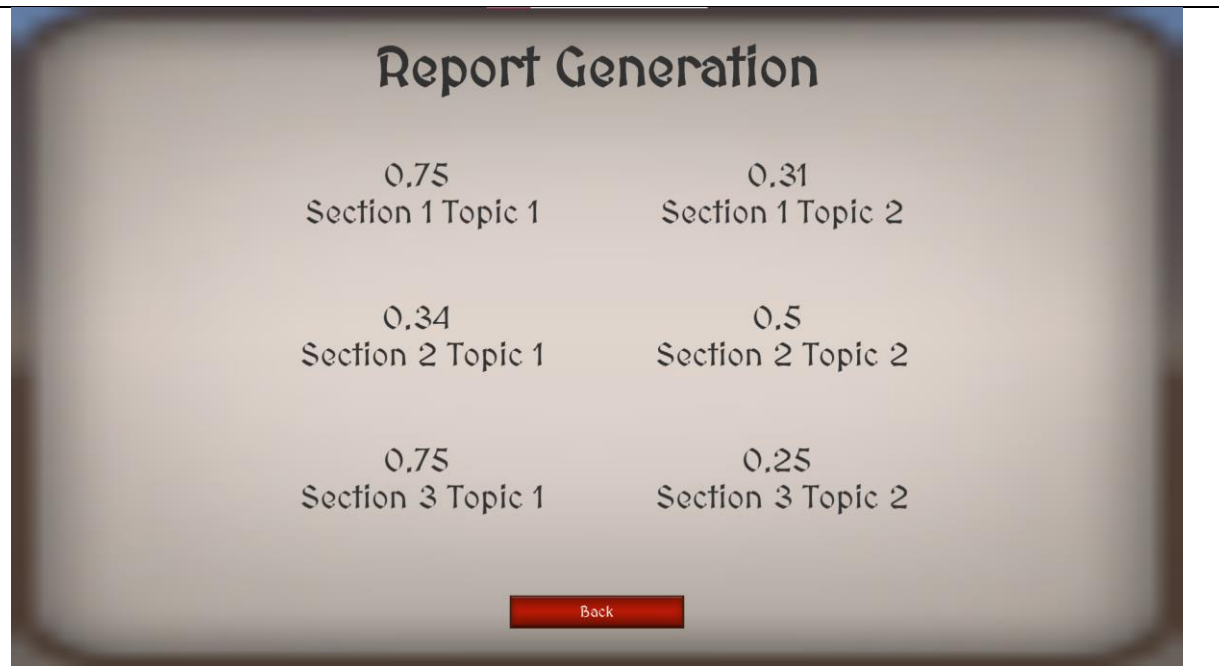 Report Generation
0.75
Section 1 Topic 1
0.31
Section 1 Topic 2
0.34
Section 2 Topic 1
0.5
Section 2 Topic 2
0.75
Section 3 Topic 1
0.25
Section 3 Topic 2
Back